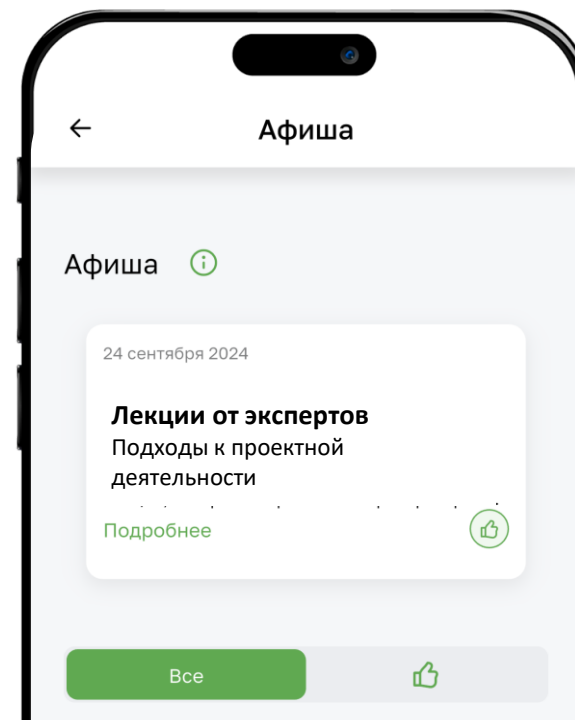 Афиша
Афиша
24 сентября 2024
Лекции от экспертов
Подходы к проектной
деятельности
Подробнее
Все